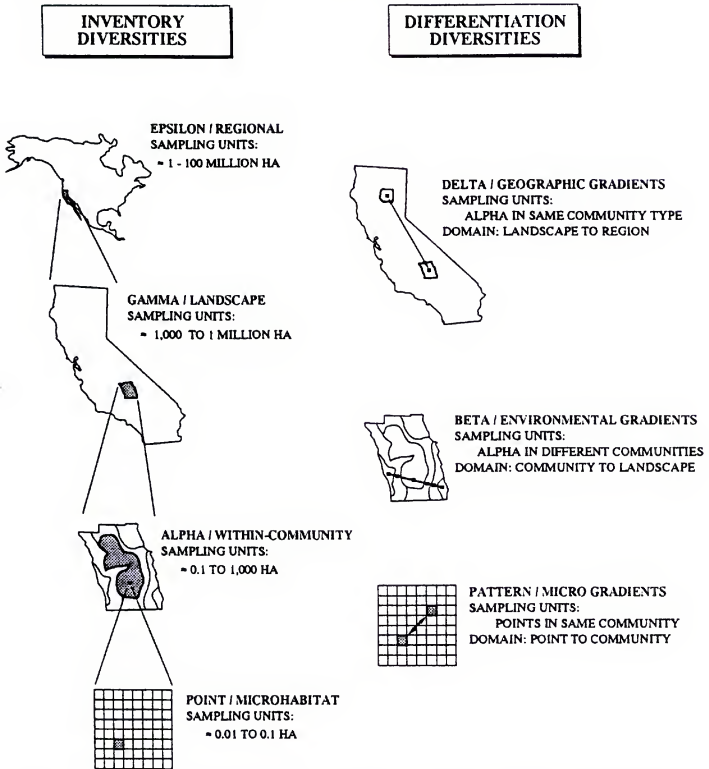 INVENTORY
DIVERSITIES
EPSILON / REGIONAL
SAMPLING UNITS:
≈ 1 - 100 MILLION HA
GAMMA / LANDSCAPE
SAMPLING UNITS:
≈ 1,000 TO 1 MILLION HA
ALPHA / WITHIN-COMMUNITY
SAMPLING UNITS:
≈ 0.1 TO 1,000 HA
POINT / MICROHABITAT
SAMPLING UNITS:
≈ 0.01 TO 0.1 HA
DIFFERENTIATION
DIVERSITIES
DELTA / GEOGRAPHIC GRADIENTS
SAMPLING UNITS:
ALPHA IN SAME COMMUNITY TYPE
DOMAIN: LANDSCAPE TO REGION
BETA / ENVIRONMENTAL GRADIENTS
SAMPLING UNITS:
ALPHA IN DIFFERENT COMMUNITIES
DOMAIN: COMMUNITY TO LANDSCAPE
PATTERN / MICRO GRADIENTS
SAMPLING UNITS:
POINTS IN SAME COMMUNITY
DOMAIN: POINT TO COMMUNITY